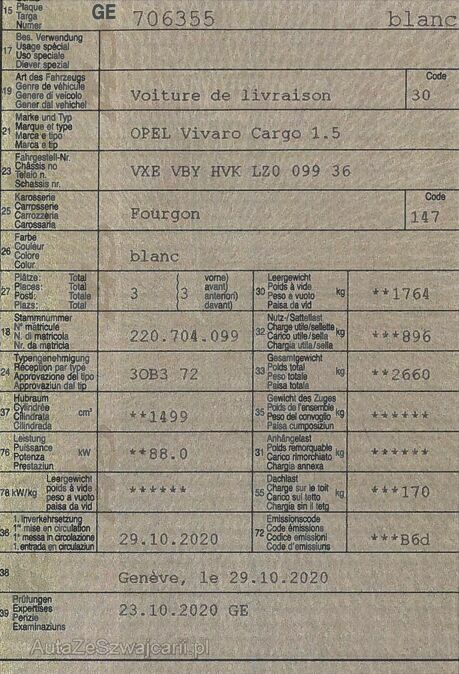 15 Plaque GE 706355 blanc
Targa
Numer
17 Bes. Verwendung
Usage spécial
Uso speciale
Diever spezial
19 Art des Fahrzeugs Code
Genre de véhicule Voiture de livraison 30
Genere di veicolo
Gener dal vehichel
21 Marke und Typ
Marque et type OPEL Vivaro Cargo 1.5
Marca e tipo
Marca e tip
23 Fahrgestell-Nr.
Châssis no VXE VBY HVK LZ0 099 36
Telaio n.
Schassis nr.
25 Karosserie Code
Carrosserie Fourgon 147
Carrozzeria
Carossaria
26 Farbe
Couleur blanc
Colore
Colur
27 Plätze: Total vorne)
Places: Total 3 (3 avant)
Posti: Totale anteriori)
Plazs: Total davant)
30 Leergewicht
Poids à vide kg **1764
Peso a vuoto
Paisa da vid
18 Stammnummer
N° matricule 220.704.099
N. di matricola
Nr. da matricla
32 Nutz-/Sattellast
Charge utile/sellette kg ***896
Carico utile/sella
Chargia utila/sella
24 Typengenehmigung
Réception par type 3OB3 72
Approvazione del tipo
Approvaziun dal tip
33 Gesamtgewicht
Poids total kg **2660
Peso totale
Paisa totala
37 Hubraum
Cylindrée cm³ **1499
Cilindrata
Cilindrada
35 Gewicht des Zuges
Poids de l'ensemble kg ******
Peso del convoglio
Paisa cumposiziun
76 Leistung
Puissance kW **88.0
Potenza
Prestaziun
31 Anhängelast
Poids remorquable kg ******
Carico rimorchiato
Chargia annexa
78 kW/kg Leergewicht
poids à vide ******
peso a vuoto
paisa da vid
55 Dachlast
Charge sur le toit kg ***170
Carico sul tetto
Chargia sin il tetg
36 1. Inverkehrsetzung
1re mise en circulation 29.10.2020
1a messa in circolazione
1. entrada en circulaziun
72 Emissionscode
Code émissions ***B6d
Codice emissioni
Code d'emissiuns
38 Genève, le 29.10.2020
39 Prüfungen
Expertises 23.10.2020 GE
Perizie
Examinaziuns
AutaZeSzwajcarii.pl